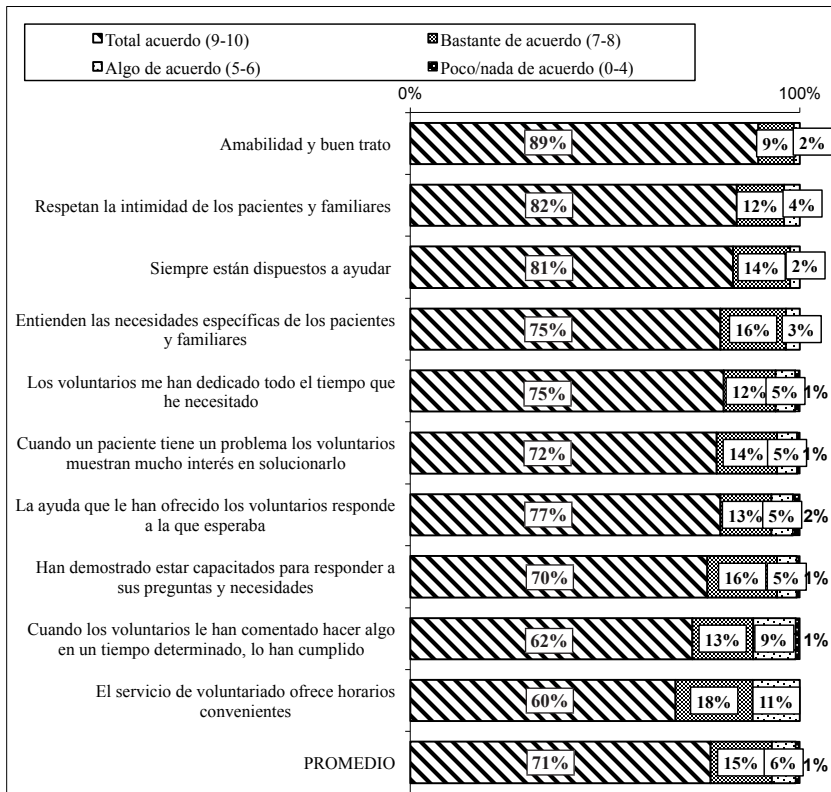 Total acuerdo (9-10) Bastante de acuerdo (7-8)
Algo de acuerdo (5-6) Poco/nada de acuerdo (0-4)
0% 100%
Amabilidad y buen trato 89% 9% 2%
Respetan la intimidad de los pacientes y familiares 82% 12% 4%
Siempre están dispuestos a ayudar 81% 14% 2%
Entienden las necesidades específicas de los pacientes
y familiares 75% 16% 3%
Los voluntarios me han dedicado todo el tiempo que
he necesitado 75% 12% 5% 1%
Cuando un paciente tiene un problema los voluntarios
muestran mucho interés en solucionarlo 72% 14% 5% 1%
La ayuda que le han ofrecido los voluntarios responde
a la que esperaba 77% 13% 5% 2%
Han demostrado estar capacitados para responder a
sus preguntas y necesidades 70% 16% 5% 1%
Cuando los voluntarios le han comentado hacer algo
en un tiempo determinado, lo han cumplido 62% 13% 9% 1%
El servicio de voluntariado ofrece horarios
convenientes 60% 18% 11%
PROMEDIO 71% 15% 6% 1%